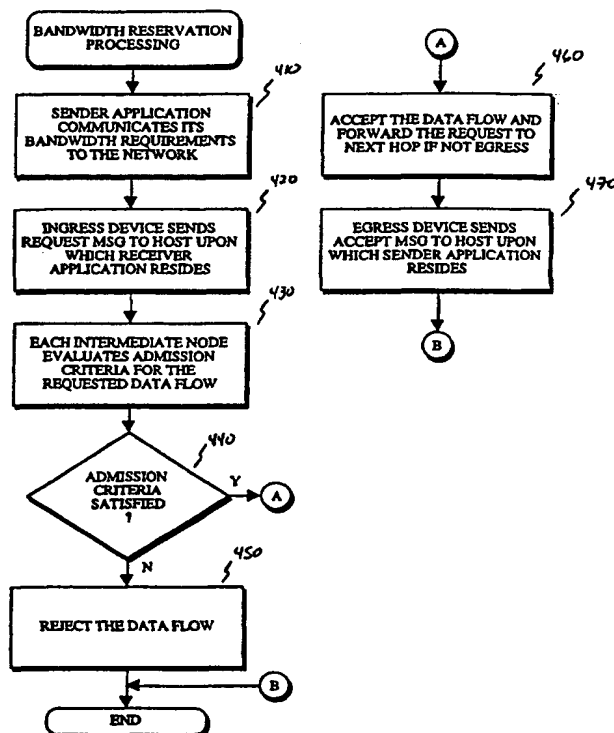 BANDWIDTH RESERVATION
PROCESSING
410
SENDER APPLICATION
COMMUNICATES ITS
BANDWIDTH REQUIREMENTS
TO THE NETWORK
420
INGRESS DEVICE SENDS
REQUEST MSG TO HOST UPON
WHICH RECEIVER
APPLICATION RESIDES
430
EACH INTERMEDIATE NODE
EVALUATES ADMISSION
CRITERIA FOR THE
REQUESTED DATA FLOW
440
ADMISSION
CRITERIA
SATISFIED
?
Y
A
N
450
REJECT THE DATA FLOW
B
END
A
460
ACCEPT THE DATA FLOW AND
FORWARD THE REQUEST TO
NEXT HOP IF NOT EGRESS
470
EGRESS DEVICE SENDS
ACCEPT MSG TO HOST UPON
WHICH SENDER APPLICATION
RESIDES
B